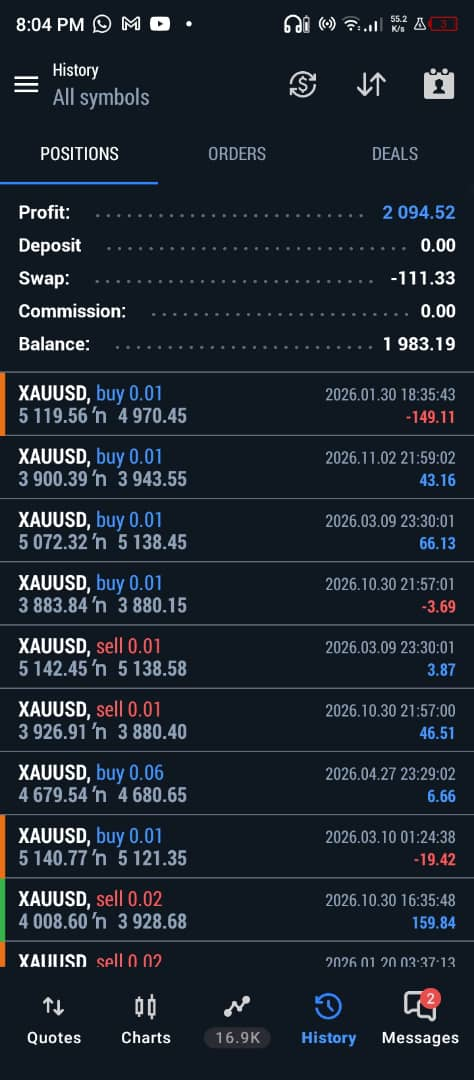 8:04 PM
55.2 K/s
3
History
All symbols
POSITIONS ORDERS DEALS
Profit: 2 094.52
Deposit 0.00
Swap: -111.33
Commission: 0.00
Balance: 1 983.19
XAUUSD, buy 0.01 2026.01.30 18:35:43
5 119.56 'n 4 970.45 -149.11
XAUUSD, buy 0.01 2026.11.02 21:59:02
3 900.39 'n 3 943.55 43.16
XAUUSD, buy 0.01 2026.03.09 23:30:01
5 072.32 'n 5 138.45 66.13
XAUUSD, buy 0.01 2026.10.30 21:57:01
3 883.84 'n 3 880.15 -3.69
XAUUSD, sell 0.01 2026.03.09 23:30:01
5 142.45 'n 5 138.58 3.87
XAUUSD, sell 0.01 2026.10.30 21:57:00
3 926.91 'n 3 880.40 46.51
XAUUSD, buy 0.06 2026.04.27 23:29:02
4 679.54 'n 4 680.65 6.66
XAUUSD, buy 0.01 2026.03.10 01:24:38
5 140.77 'n 5 121.35 -19.42
XAUUSD, sell 0.02 2026.10.30 16:35:48
4 008.60 'n 3 928.68 159.84
XAUUSD, sell 0.02 2026.01.20 03:37:13
2
Quotes Charts 16.9K History Messages